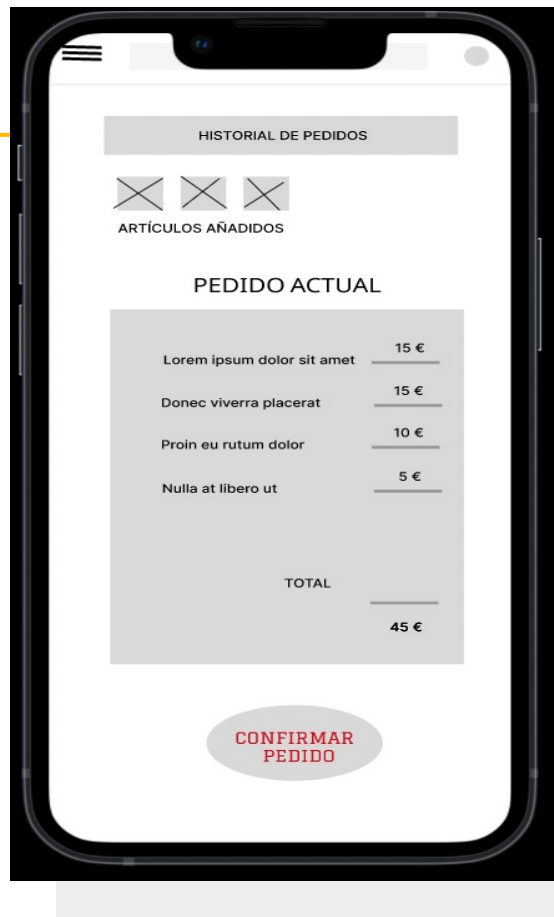 HISTORIAL DE PEDIDOS
ARTÍCULOS AÑADIDOS
PEDIDO ACTUAL
Lorem ipsum dolor sit amet 15 €
Donec viverra placerat 15 €
Proin eu rutum dolor 10 €
Nulla at libero ut 5 €
TOTAL
45 €
CONFIRMAR
PEDIDO